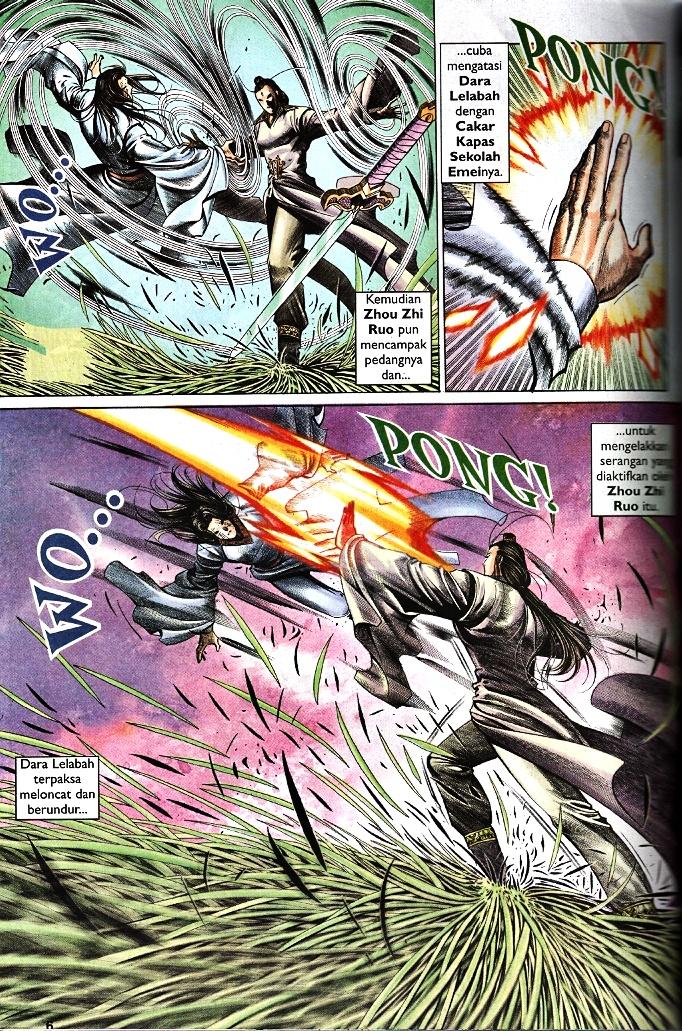 WO...
Kemudian
Zhou Zhi
Ruo pun
mencampak
pedangnya
dan...
PONG!
...cuba
mengatasi
Dara
Lelabah
dengan
Cakar
Kapas
Sekolah
Emeinya.
WO...
PONG!
Dara Lelabah
terpaksa
meloncat dan
berundur...
...untuk
mengelakkan
serangan yang
diaktifkan oleh
Zhou Zhi
Ruo itu.
6